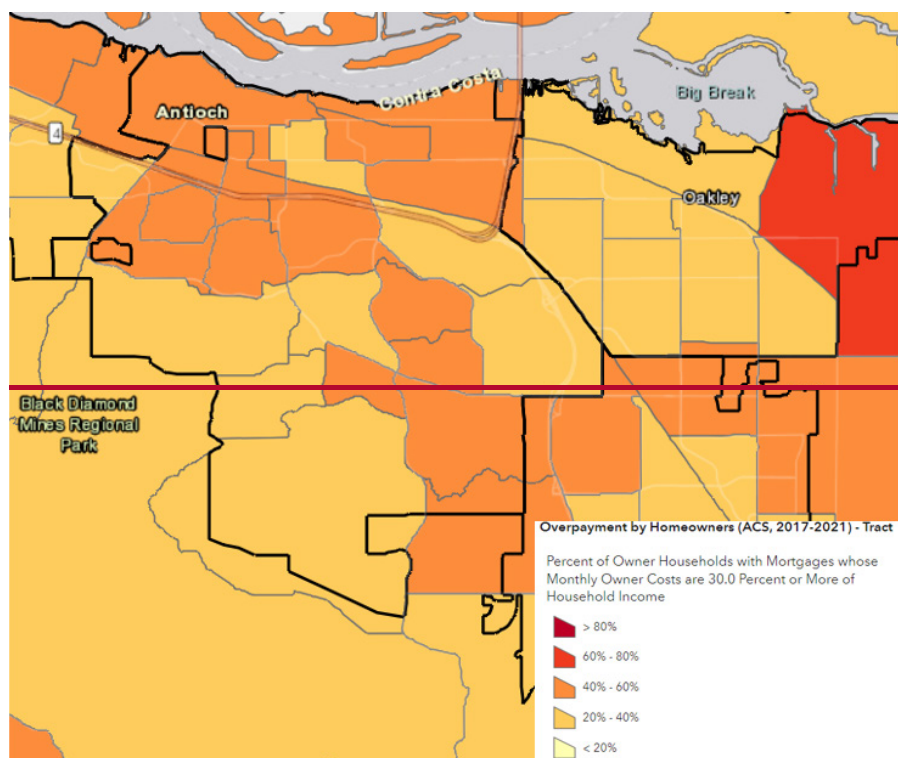 Contra Costa
Big Break
Antioch
4
Oakley
Black Diamond
Mines Regional
Park
Overpayment by Homeowners (ACS, 2017-2021) - Tract
Percent of Owner Households with Mortgages whose
Monthly Owner Costs are 30.0 Percent or More of
Household Income
> 80%
60% - 80%
40% - 60%
20% - 40%
< 20%